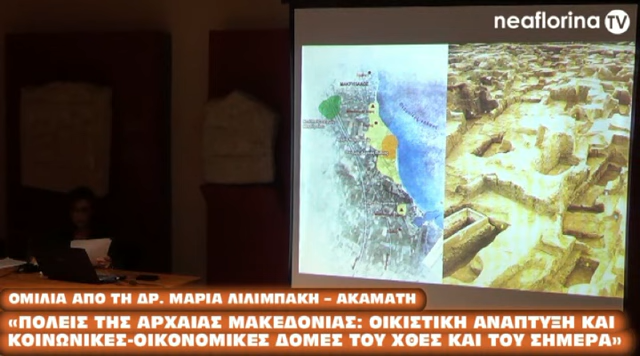 neaflorina TV
ΜΑΚΡΥΓΙΑΛΟΣ
ΟΜΙΛΙΑ ΑΠΟ ΤΗ ΔΡ. ΜΑΡΙΑ ΛΙΛΙΜΠΑΚΗ – ΑΚΑΜΑΤΗ
«ΠΟΛΕΙΣ ΤΗΣ ΑΡΧΑΙΑΣ ΜΑΚΕΔΟΝΙΑΣ: ΟΙΚΙΣΤΙΚΗ ΑΝΑΠΤΥΞΗ ΚΑΙ
ΚΟΙΝΩΝΙΚΕΣ-ΟΙΚΟΝΟΜΙΚΕΣ ΔΟΜΕΣ ΤΟΥ ΧΘΕΣ ΚΑΙ ΤΟΥ ΣΗΜΕΡΑ»